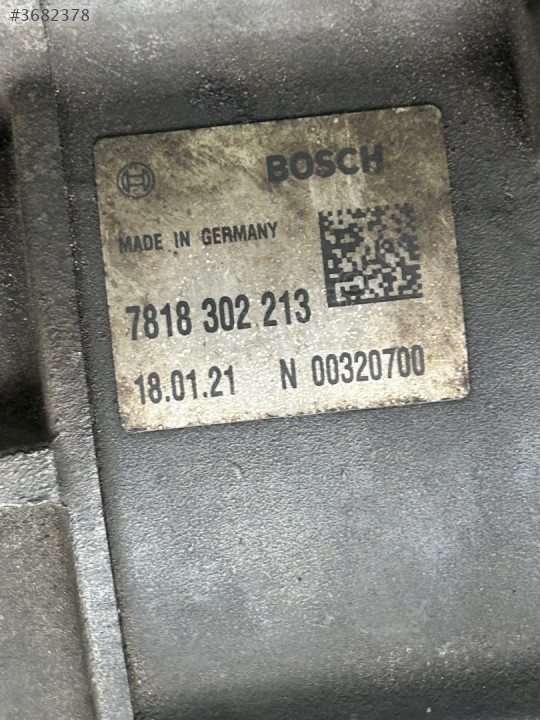 #3682378
BOSCH
MADE IN GERMANY
7818 302 213
18.01.21 N 00320700